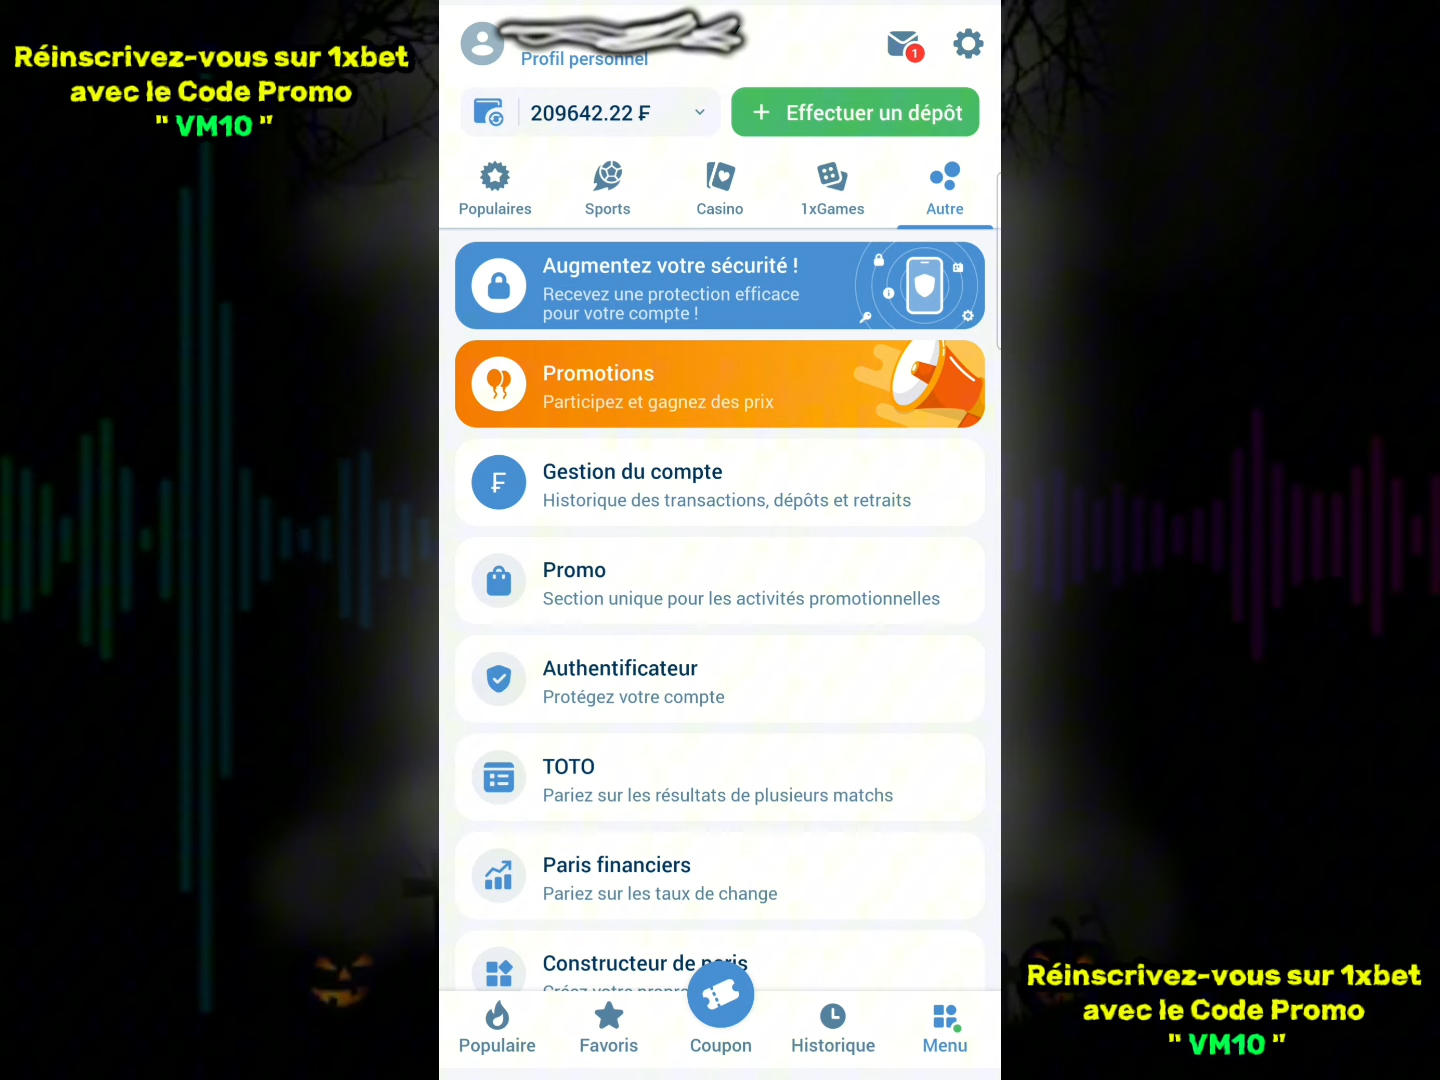 Réinscrivez-vous sur 1xbet
avec le Code Promo
" VM10 "
Profil personnel
1
209642.22 ₣
+ Effectuer un dépôt
Populaires
Sports
Casino
1xGames
Autre
Augmentez votre sécurité !
Recevez une protection efficace
pour votre compte !
Promotions
Participez et gagnez des prix
₣
Gestion du compte
Historique des transactions, dépôts et retraits
Promo
Section unique pour les activités promotionnelles
Authentificateur
Protégez votre compte
TOTO
Pariez sur les résultats de plusieurs matchs
Paris financiers
Pariez sur les taux de change
Constructeur de paris
Populaire
Favoris
Coupon
Historique
Menu
Réinscrivez-vous sur 1xbet
avec le Code Promo
" VM10 "